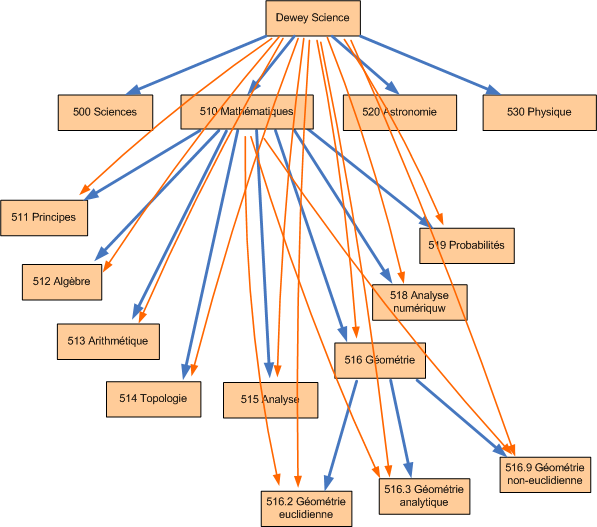 Dewey Science
500 Sciences
510 Mathématiques
520 Astronomie
530 Physique
511 Principes
519 Probabilités
512 Algèbre
518 Analyse
numériquw
513 Arithmétique
516 Géométrie
514 Topologie
515 Analyse
516.9 Géométrie
non-euclidienne
516.2 Géométrie
euclidienne
516.3 Géométrie
analytique